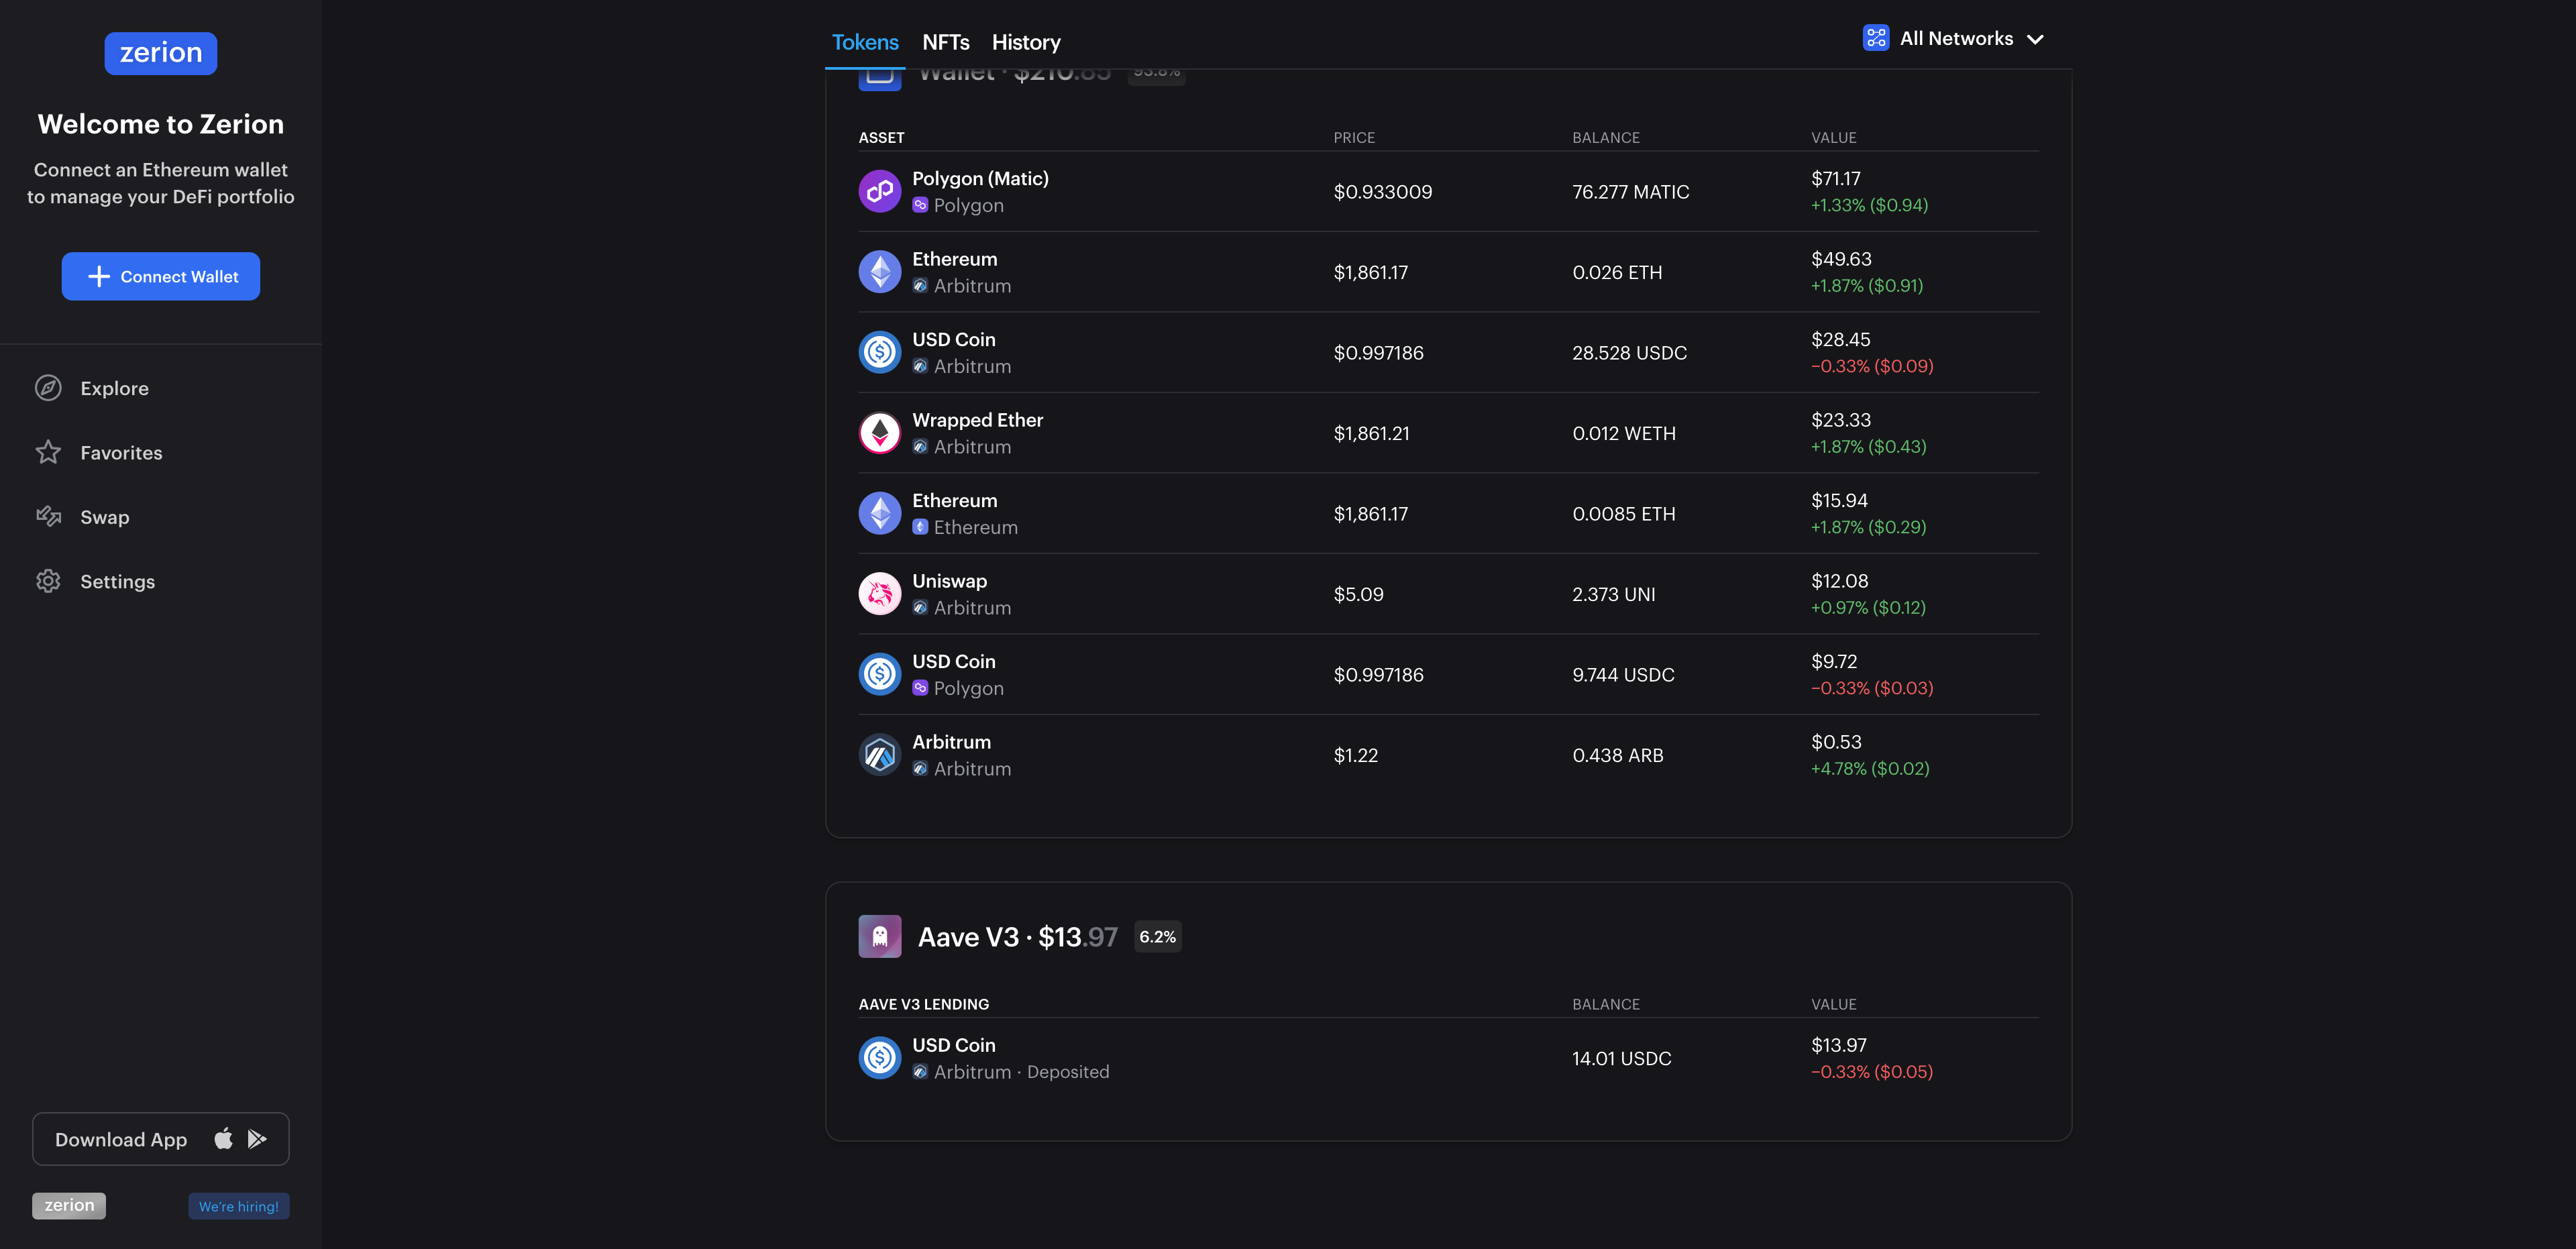 zerion
Welcome to Zerion
Connect an Ethereum wallet
to manage your DeFi portfolio
Connect Wallet
Explore
Favorites
Swap
Settings
Download App
zerion
We're hiring!
Tokens NFTs History
All Networks
Wallet · $210.85 93.8%
ASSET PRICE BALANCE VALUE
Polygon (Matic)
Polygon
$0.933009
76.277 MATIC
$71.17
+1.33% ($0.94)
Ethereum
Arbitrum
$1,861.17
0.026 ETH
$49.63
+1.87% ($0.91)
USD Coin
Arbitrum
$0.997186
28.528 USDC
$28.45
−0.33% ($0.09)
Wrapped Ether
Arbitrum
$1,861.21
0.012 WETH
$23.33
+1.87% ($0.43)
Ethereum
Ethereum
$1,861.17
0.0085 ETH
$15.94
+1.87% ($0.29)
Uniswap
Arbitrum
$5.09
2.373 UNI
$12.08
+0.97% ($0.12)
USD Coin
Polygon
$0.997186
9.744 USDC
$9.72
−0.33% ($0.03)
Arbitrum
Arbitrum
$1.22
0.438 ARB
$0.53
+4.78% ($0.02)
Aave V3 · $13.97 6.2%
AAVE V3 LENDING BALANCE VALUE
USD Coin
Arbitrum · Deposited
14.01 USDC
$13.97
−0.33% ($0.05)